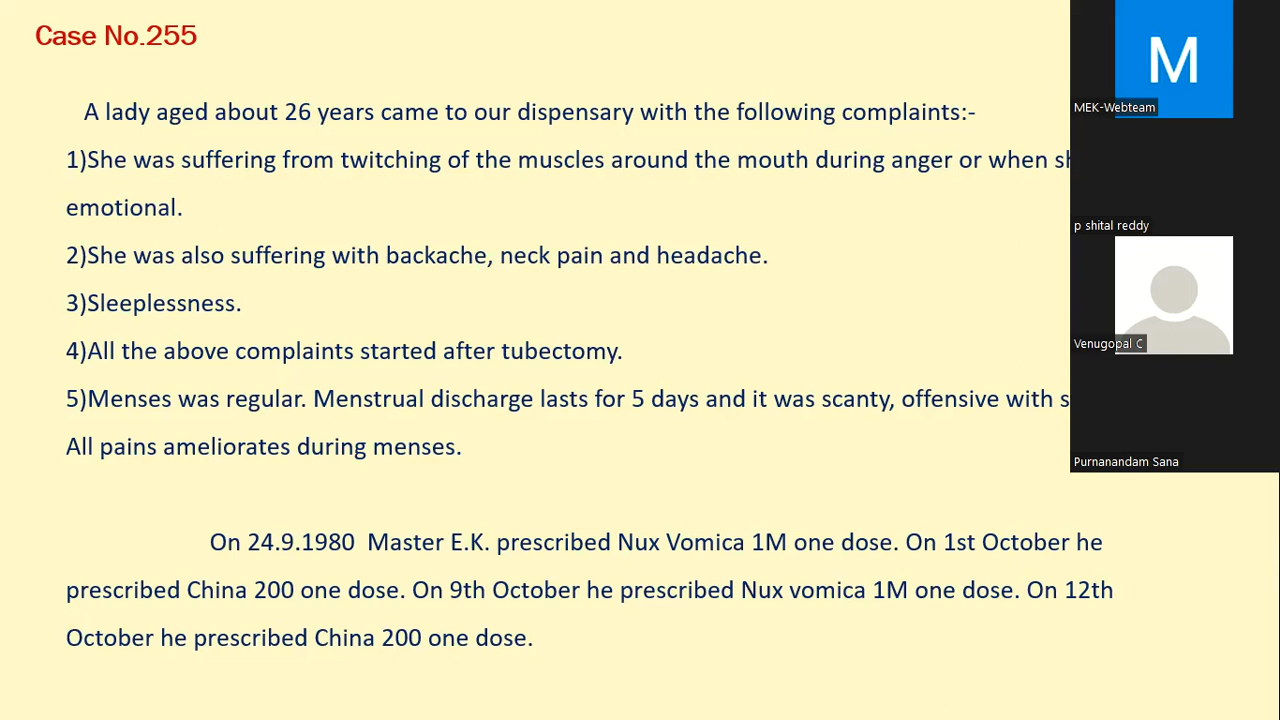 Case No.255
A lady aged about 26 years came to our dispensary with the following complaints:-
1)She was suffering from twitching of the muscles around the mouth during anger or when
emotional.
2)She was also suffering with backache, neck pain and headache.
3)Sleeplessness.
4)All the above complaints started after tubectomy.
5)Menses was regular. Menstrual discharge lasts for 5 days and it was scanty, offensive with
All pains ameliorates during menses.
On 24.9.1980 Master E.K. prescribed Nux Vomica 1M one dose. On 1st October he
prescribed China 200 one dose. On 9th October he prescribed Nux vomica 1M one dose. On 12th
October he prescribed China 200 one dose.
M
MEK-Webteam
p shital reddy
Venugopal C
Purnanandam Sana